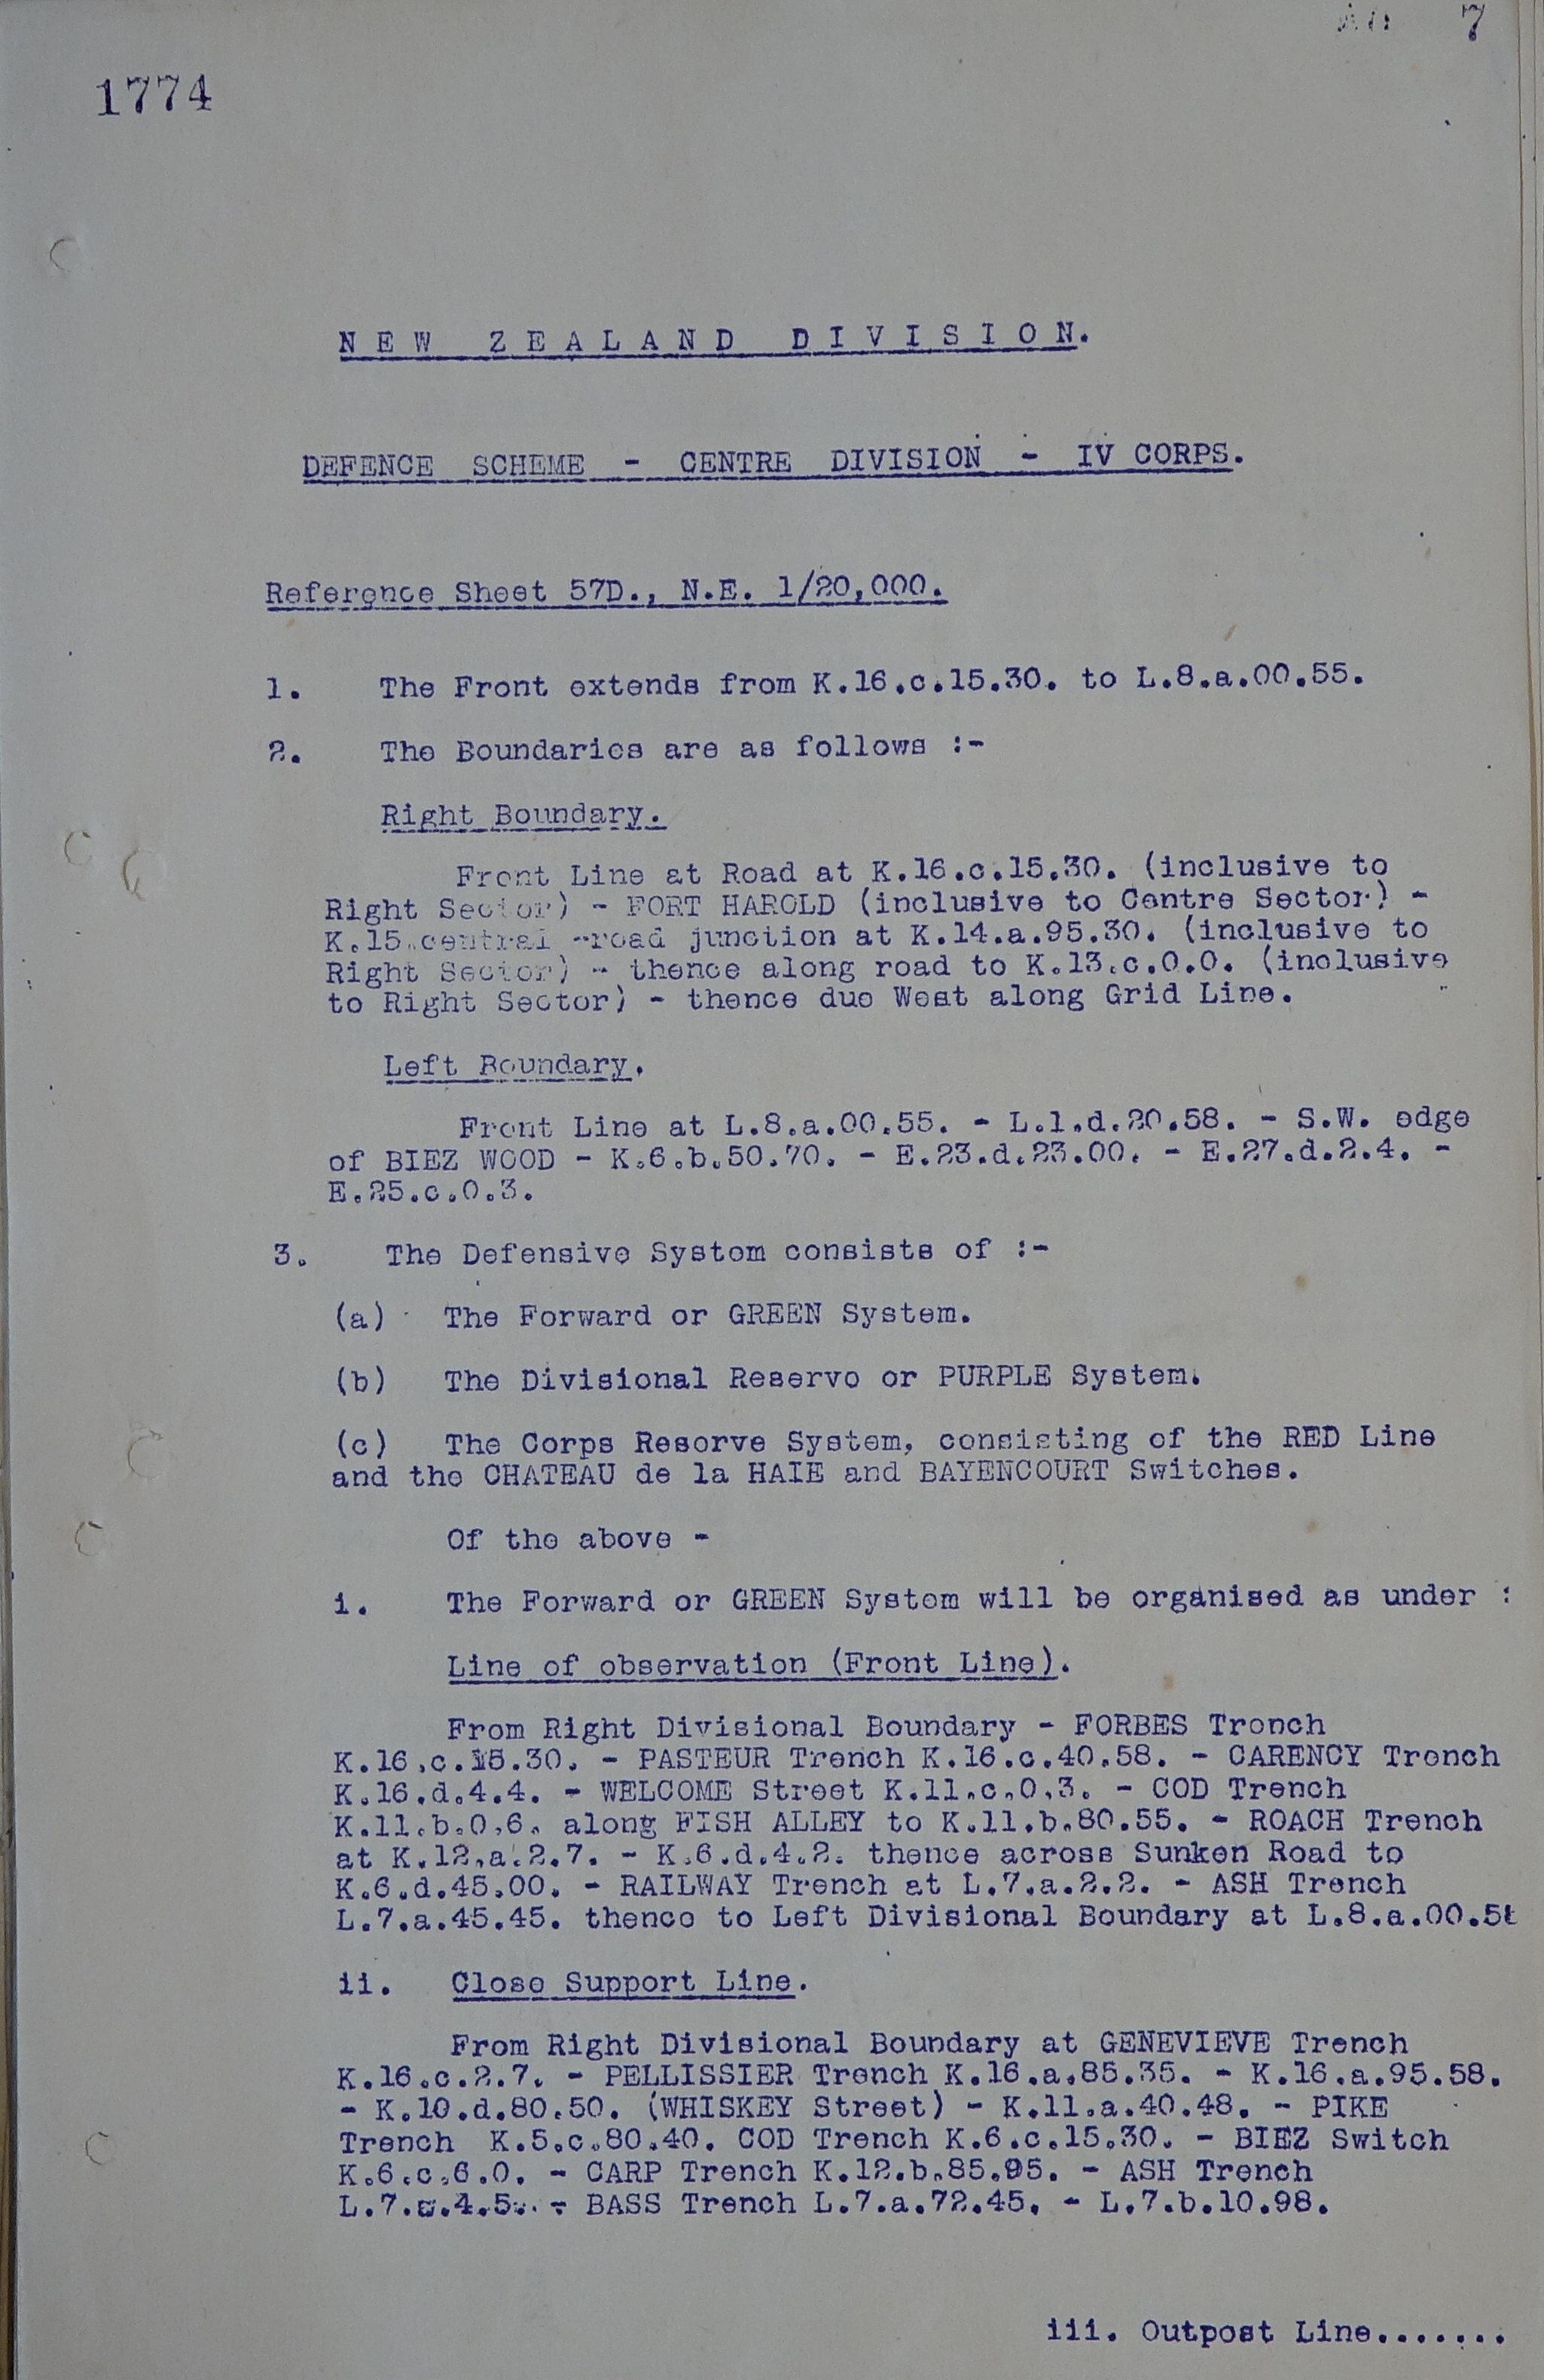 7
1774
NEW ZEALAND DIVISION.
DEFENCE SCHEME - CENTRE DIVISION - IV CORPS.
Reference Sheet 57D., N.E. 1/20,000.
1. The Front extends from K.16.c.15.30. to L.8.a.00.55.
2. The Boundaries are as follows :-
Right Boundary.
Front Line at Road at K.16.c.15.30. (inclusive to
Right Sector) - FORT HAROLD (inclusive to Centre Sector) -
K.15.central -road junction at K.14.a.95.30. (inclusive to
Right Sector) - thence along road to K.13.c.0.0. (inclusive
to Right Sector) - thence due West along Grid Line.
Left Boundary.
Front Line at L.8.a.00.55. - L.1.d.20.58. - S.W. edge
of BIEZ WOOD - K.6.b.50.70. - E.23.d.23.00. - E.27.d.2.4. -
E.25.c.0.3.
3. The Defensive System consists of :-
(a) The Forward or GREEN System.
(b) The Divisional Reserve or PURPLE System.
(c) The Corps Reserve System, consisting of the RED Line
and the CHATEAU de la HAIE and BAYENCOURT Switches.
Of the above -
i. The Forward or GREEN System will be organised as under :
Line of observation (Front Line).
From Right Divisional Boundary - FORBES Trench
K.16.c.15.30. - PASTEUR Trench K.16.c.40.58. - CARENCY Trench
K.16.d.4.4. - WELCOME Street K.11.c.0.3. - COD Trench
K.11.b.0.6. along FISH ALLEY to K.11.b.80.55. - ROACH Trench
at K.12.a.2.7. - K.6.d.4.2. thence across Sunken Road to
K.6.d.45.00. - RAILWAY Trench at L.7.a.2.2. - ASH Trench
L.7.a.45.45. thence to Left Divisional Boundary at L.8.a.00.5
ii. Close Support Line.
From Right Divisional Boundary at GENEVIEVE Trench
K.16.c.2.7. - PELLISSIER Trench K.16.a.85.35. - K.16.a.95.58.
- K.10.d.80.50. (WHISKEY Street) - K.11.a.40.48. - PIKE
Trench K.5.c.80.40. COD Trench K.6.c.15.30. - BIEZ Switch
K.6.c.6.0. - CARP Trench K.12.b.85.95. - ASH Trench
L.7.a.4.5. - BASS Trench L.7.a.72.45. - L.7.b.10.98.
iii. Outpost Line.......